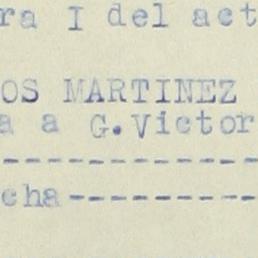 ra I del act
OS MARTINEZ
a a G.Victor
-------------
cha---------